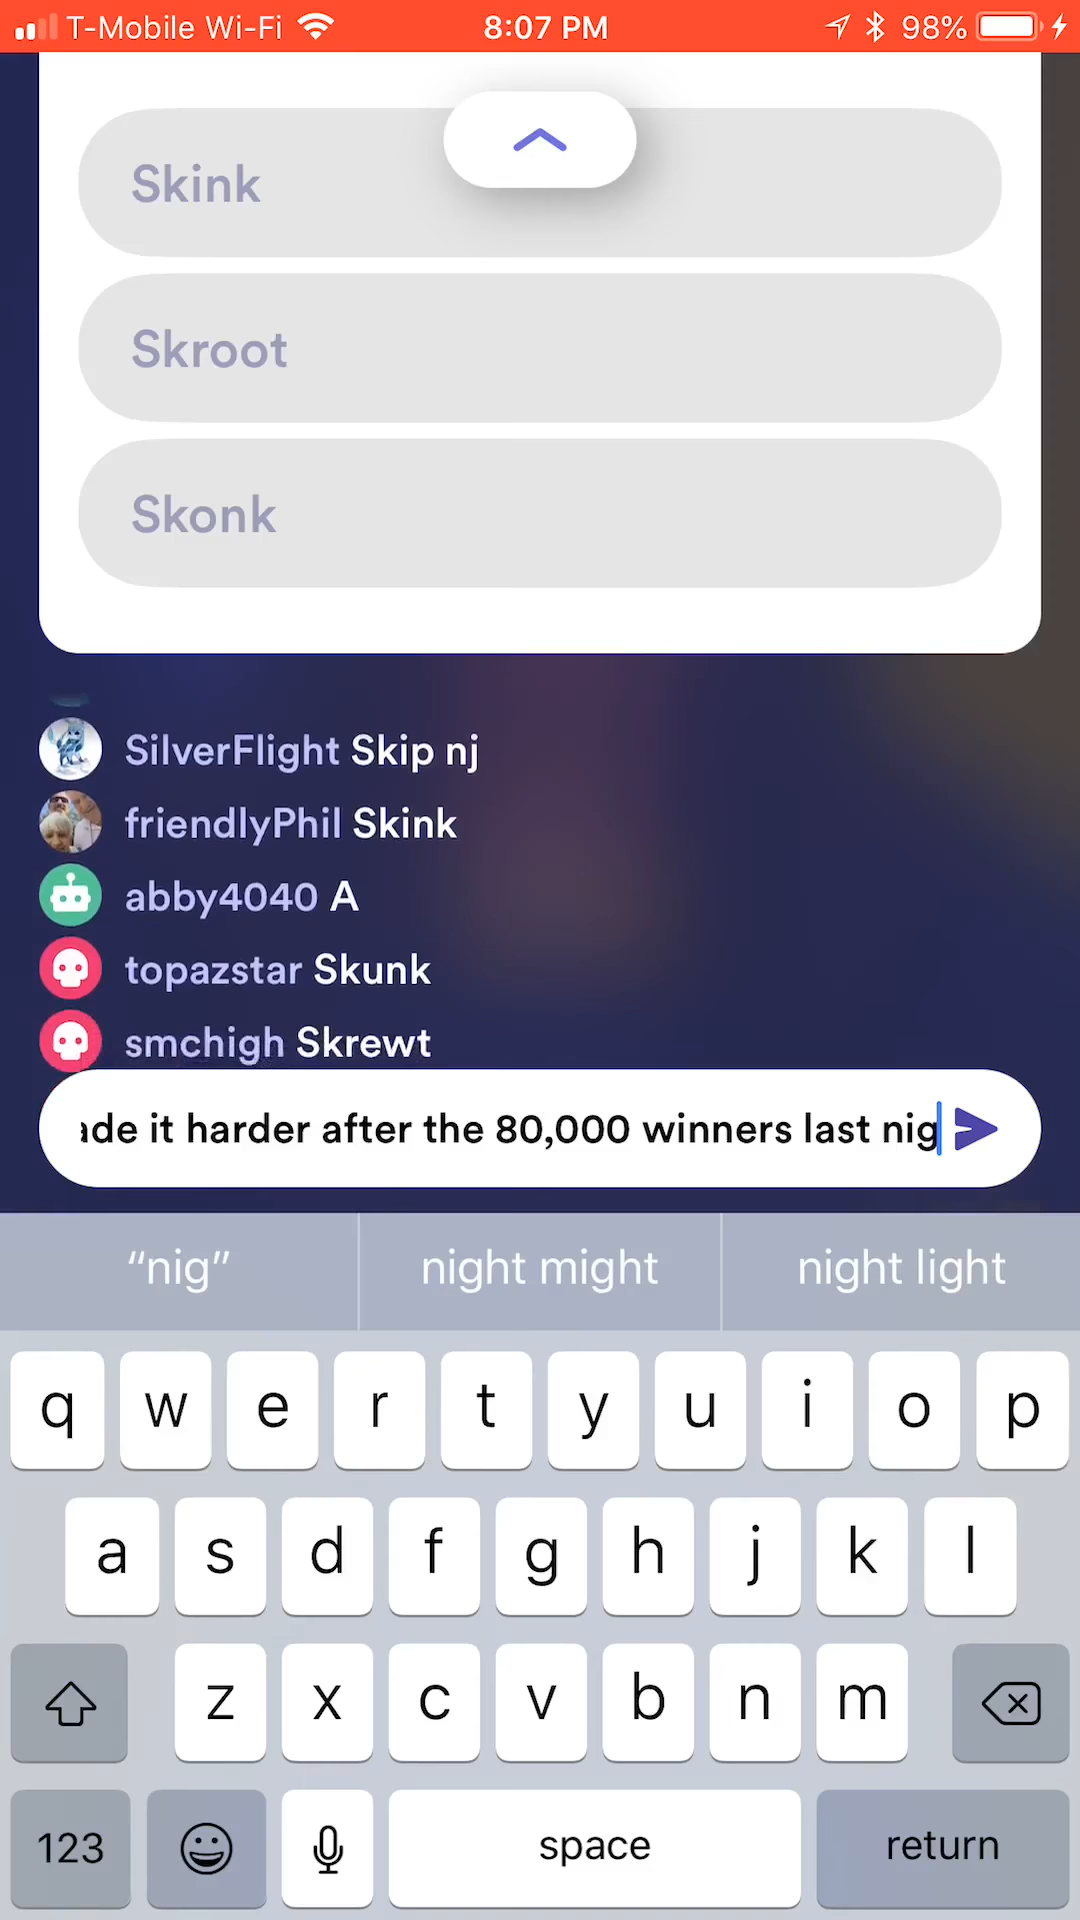 T-Mobile Wi-Fi 8:07 PM 98%
Skink
Skroot
Skonk
SilverFlight Skip nj
friendlyPhil Skink
abby4040 A
topazstar Skunk
smchigh Skrewt
ade it harder after the 80,000 winners last nig
“nig” night might night light
q w e r t y u i o p
a s d f g h j k l
z x c v b n m
123 space return